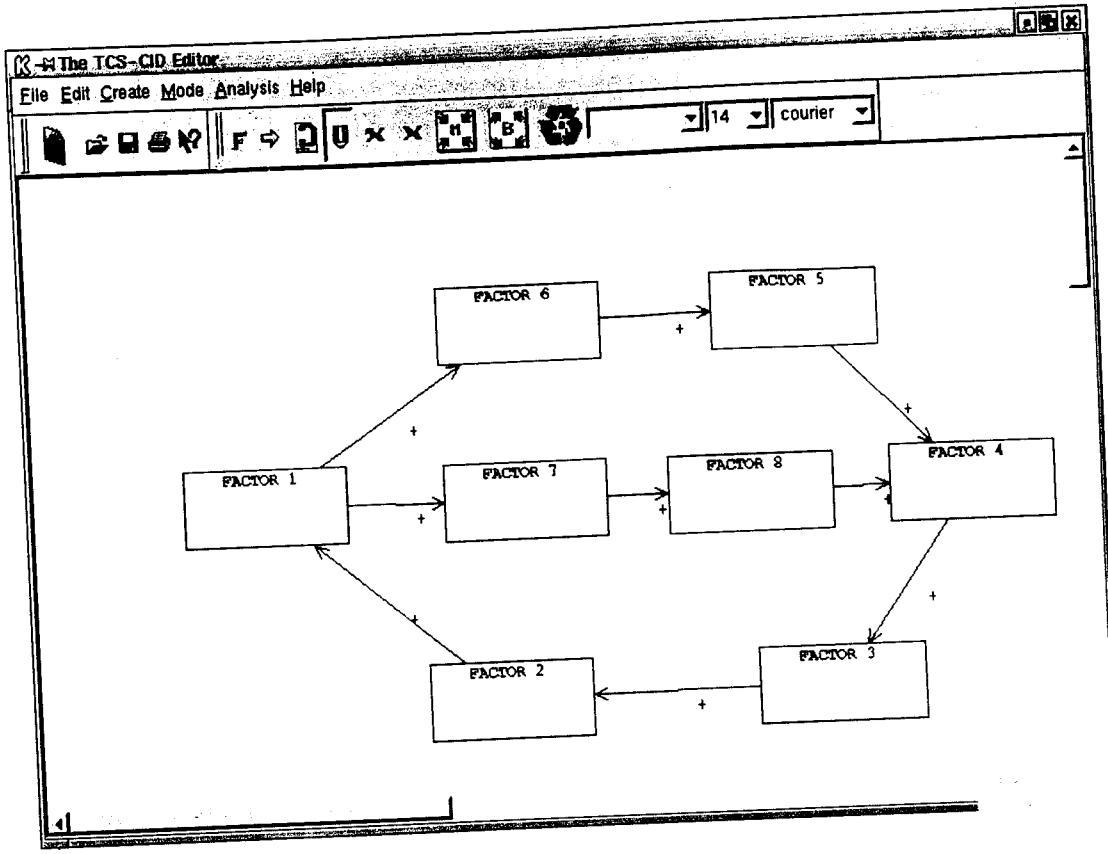 The TCS-CID Editor
File Edit Create Mode Analysis Help
F U M B 14 courier
FACTOR 6
FACTOR 5
+
+
+
FACTOR 1
FACTOR 7
FACTOR 8
FACTOR 4
+
+
+
+
+
FACTOR 2
FACTOR 3
+